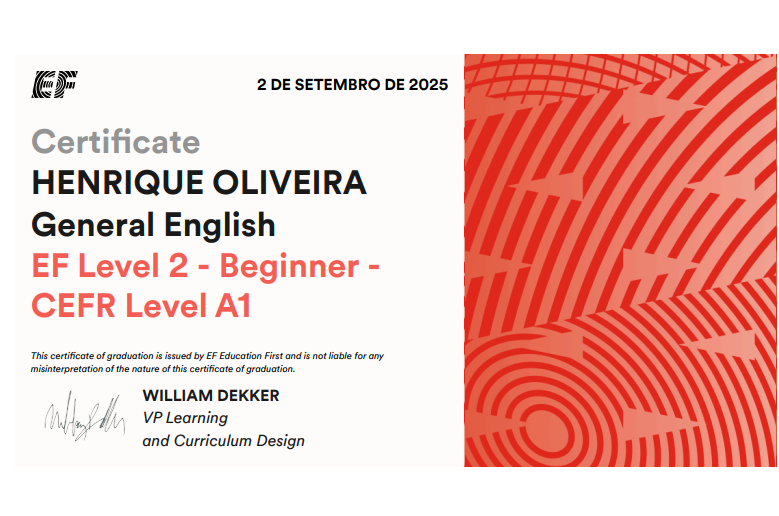 EF
2 DE SETEMBRO DE 2025
Certificate
HENRIQUE OLIVEIRA
General English
EF Level 2 - Beginner -
CEFR Level A1
This certificate of graduation is issued by EF Education First and is not liable for any
misinterpretation of the nature of this certificate of graduation.
WILLIAM DEKKER
VP Learning
and Curriculum Design